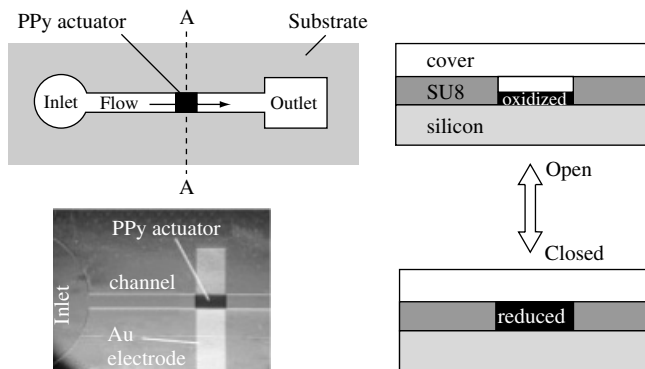 PPy actuator
A
Substrate
Inlet
Flow
Outlet
A
PPy actuator
channel
Inlet
Au
electrode
cover
SU8
oxidized
silicon
Open
Closed
reduced